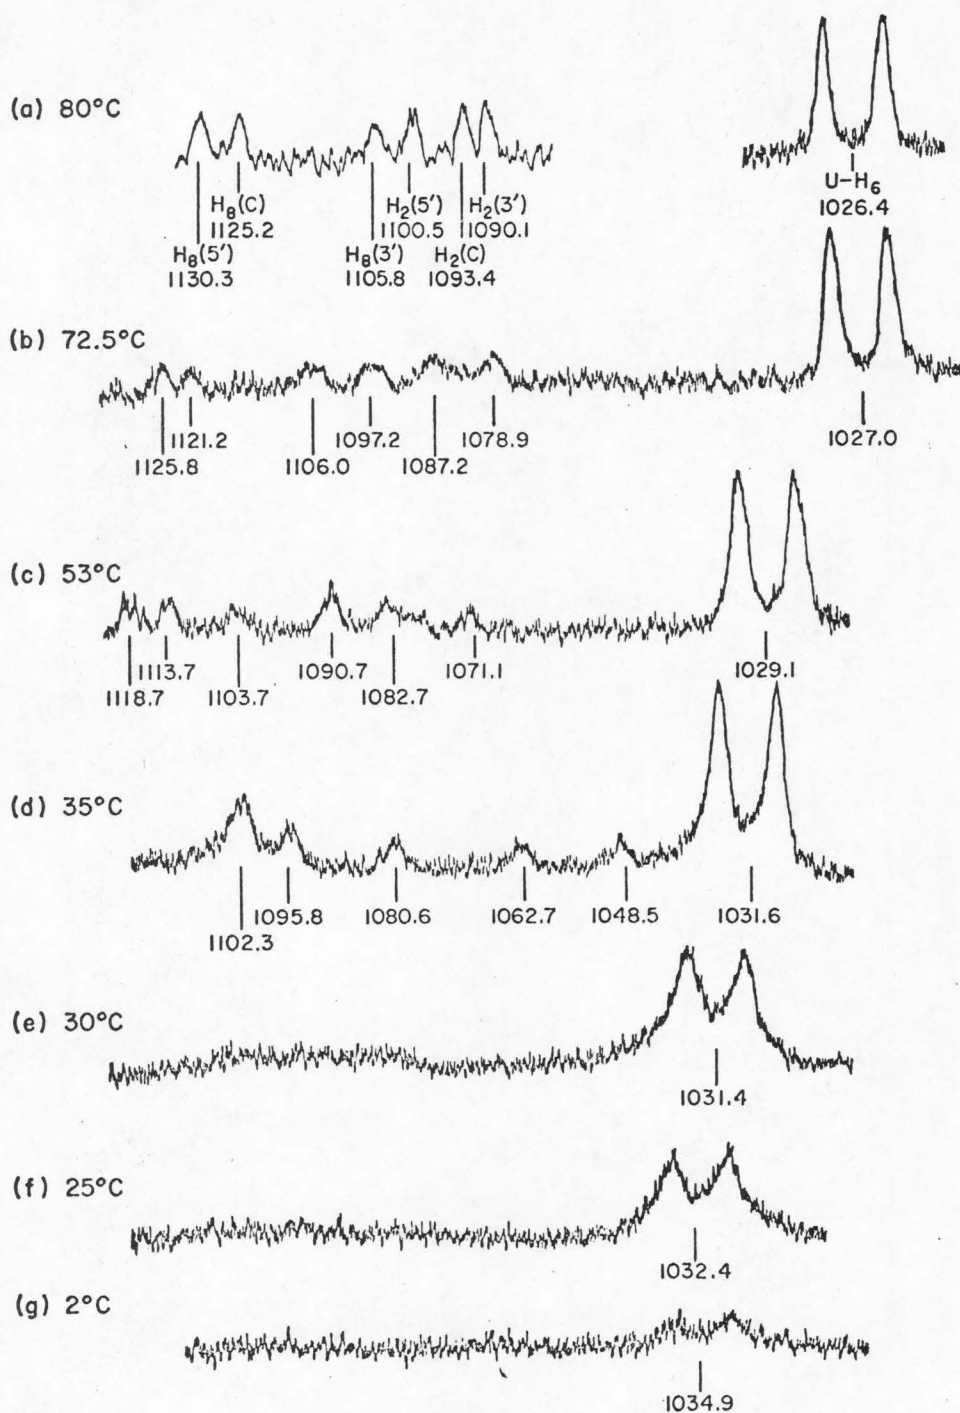 (a) 80°C
U-H₆
1026.4
H₈(C)
1125.2
H₂(5')
1100.5
H₂(3')
1090.1
H₈(5')
1130.3
H₈(3')
1105.8
H₂(C)
1093.4
(b) 72.5°C
1121.2
1097.2
1078.9
1027.0
1125.8
1106.0
1087.2
(c) 53°C
1113.7
1090.7
1071.1
1029.1
1118.7
1103.7
1082.7
(d) 35°C
1095.8
1080.6
1062.7
1048.5
1031.6
1102.3
(e) 30°C
1031.4
(f) 25°C
1032.4
(g) 2°C
1034.9